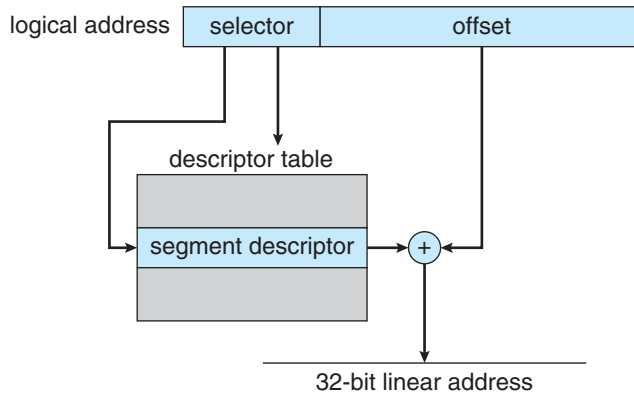 logical address
selector
offset
descriptor table
segment descriptor
+
32-bit linear address